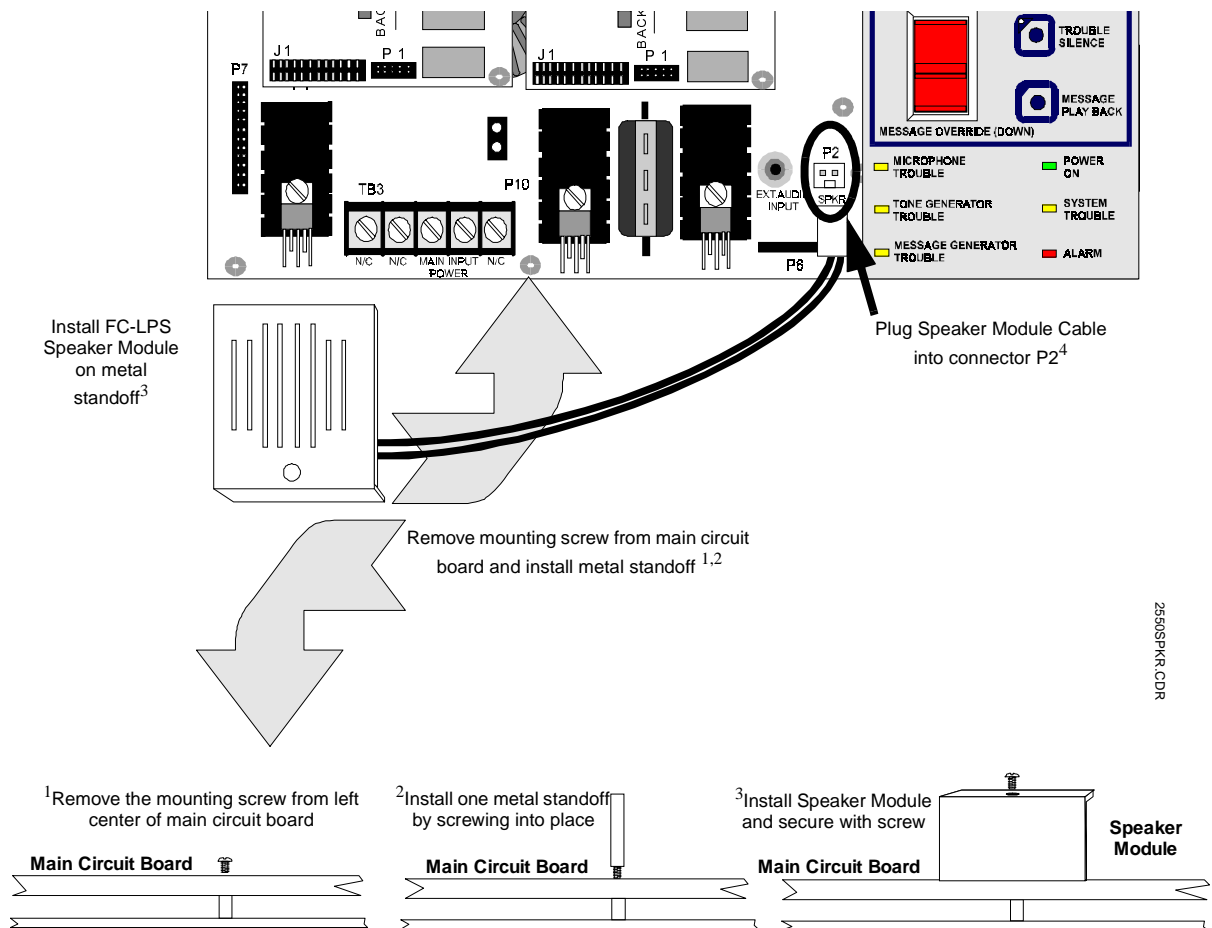 BAC
BACK
TROUBLE
SILENCE
J1
P 1
J1
P 1
P7
MESSAGE
PLAY BACK
MESSAGE OVERRIDE (DOWN)
P2
MICROPHONE
TROUBLE
POWER
ON
TB3
P10
EXT.AUDIO
INPUT
SPKR
TONE GENERATOR
TROUBLE
SYSTEM
TROUBLE
N/C
N/C
MAIN INPUT
POWER
N/C
P6
MESSAGE GENERATOR
TROUBLE
ALARM
Install FC-LPS
Speaker Module
on metal
standoff3
Plug Speaker Module Cable
into connector P24
Remove mounting screw from main circuit
board and install metal standoff 1,2
2550SPKR.CDR
1Remove the mounting screw from left
center of main circuit board
Main Circuit Board
2Install one metal standoff
by screwing into place
Main Circuit Board
3Install Speaker Module
and secure with screw
Speaker
Module
Main Circuit Board